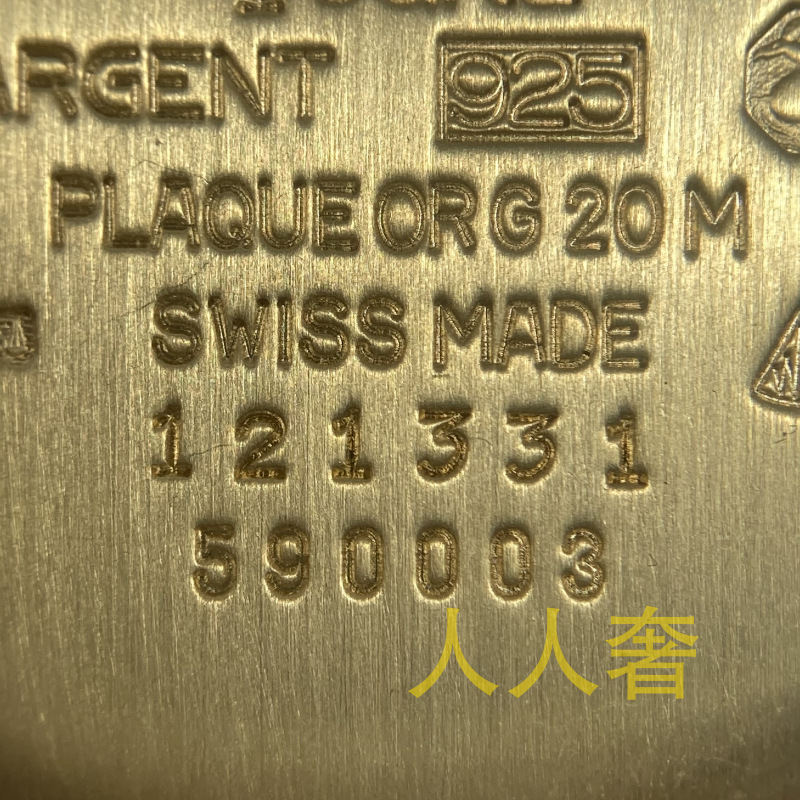 ARGENT 925
PLAQUE OR G 20 M
SWISS MADE
121331
590003
人人奢